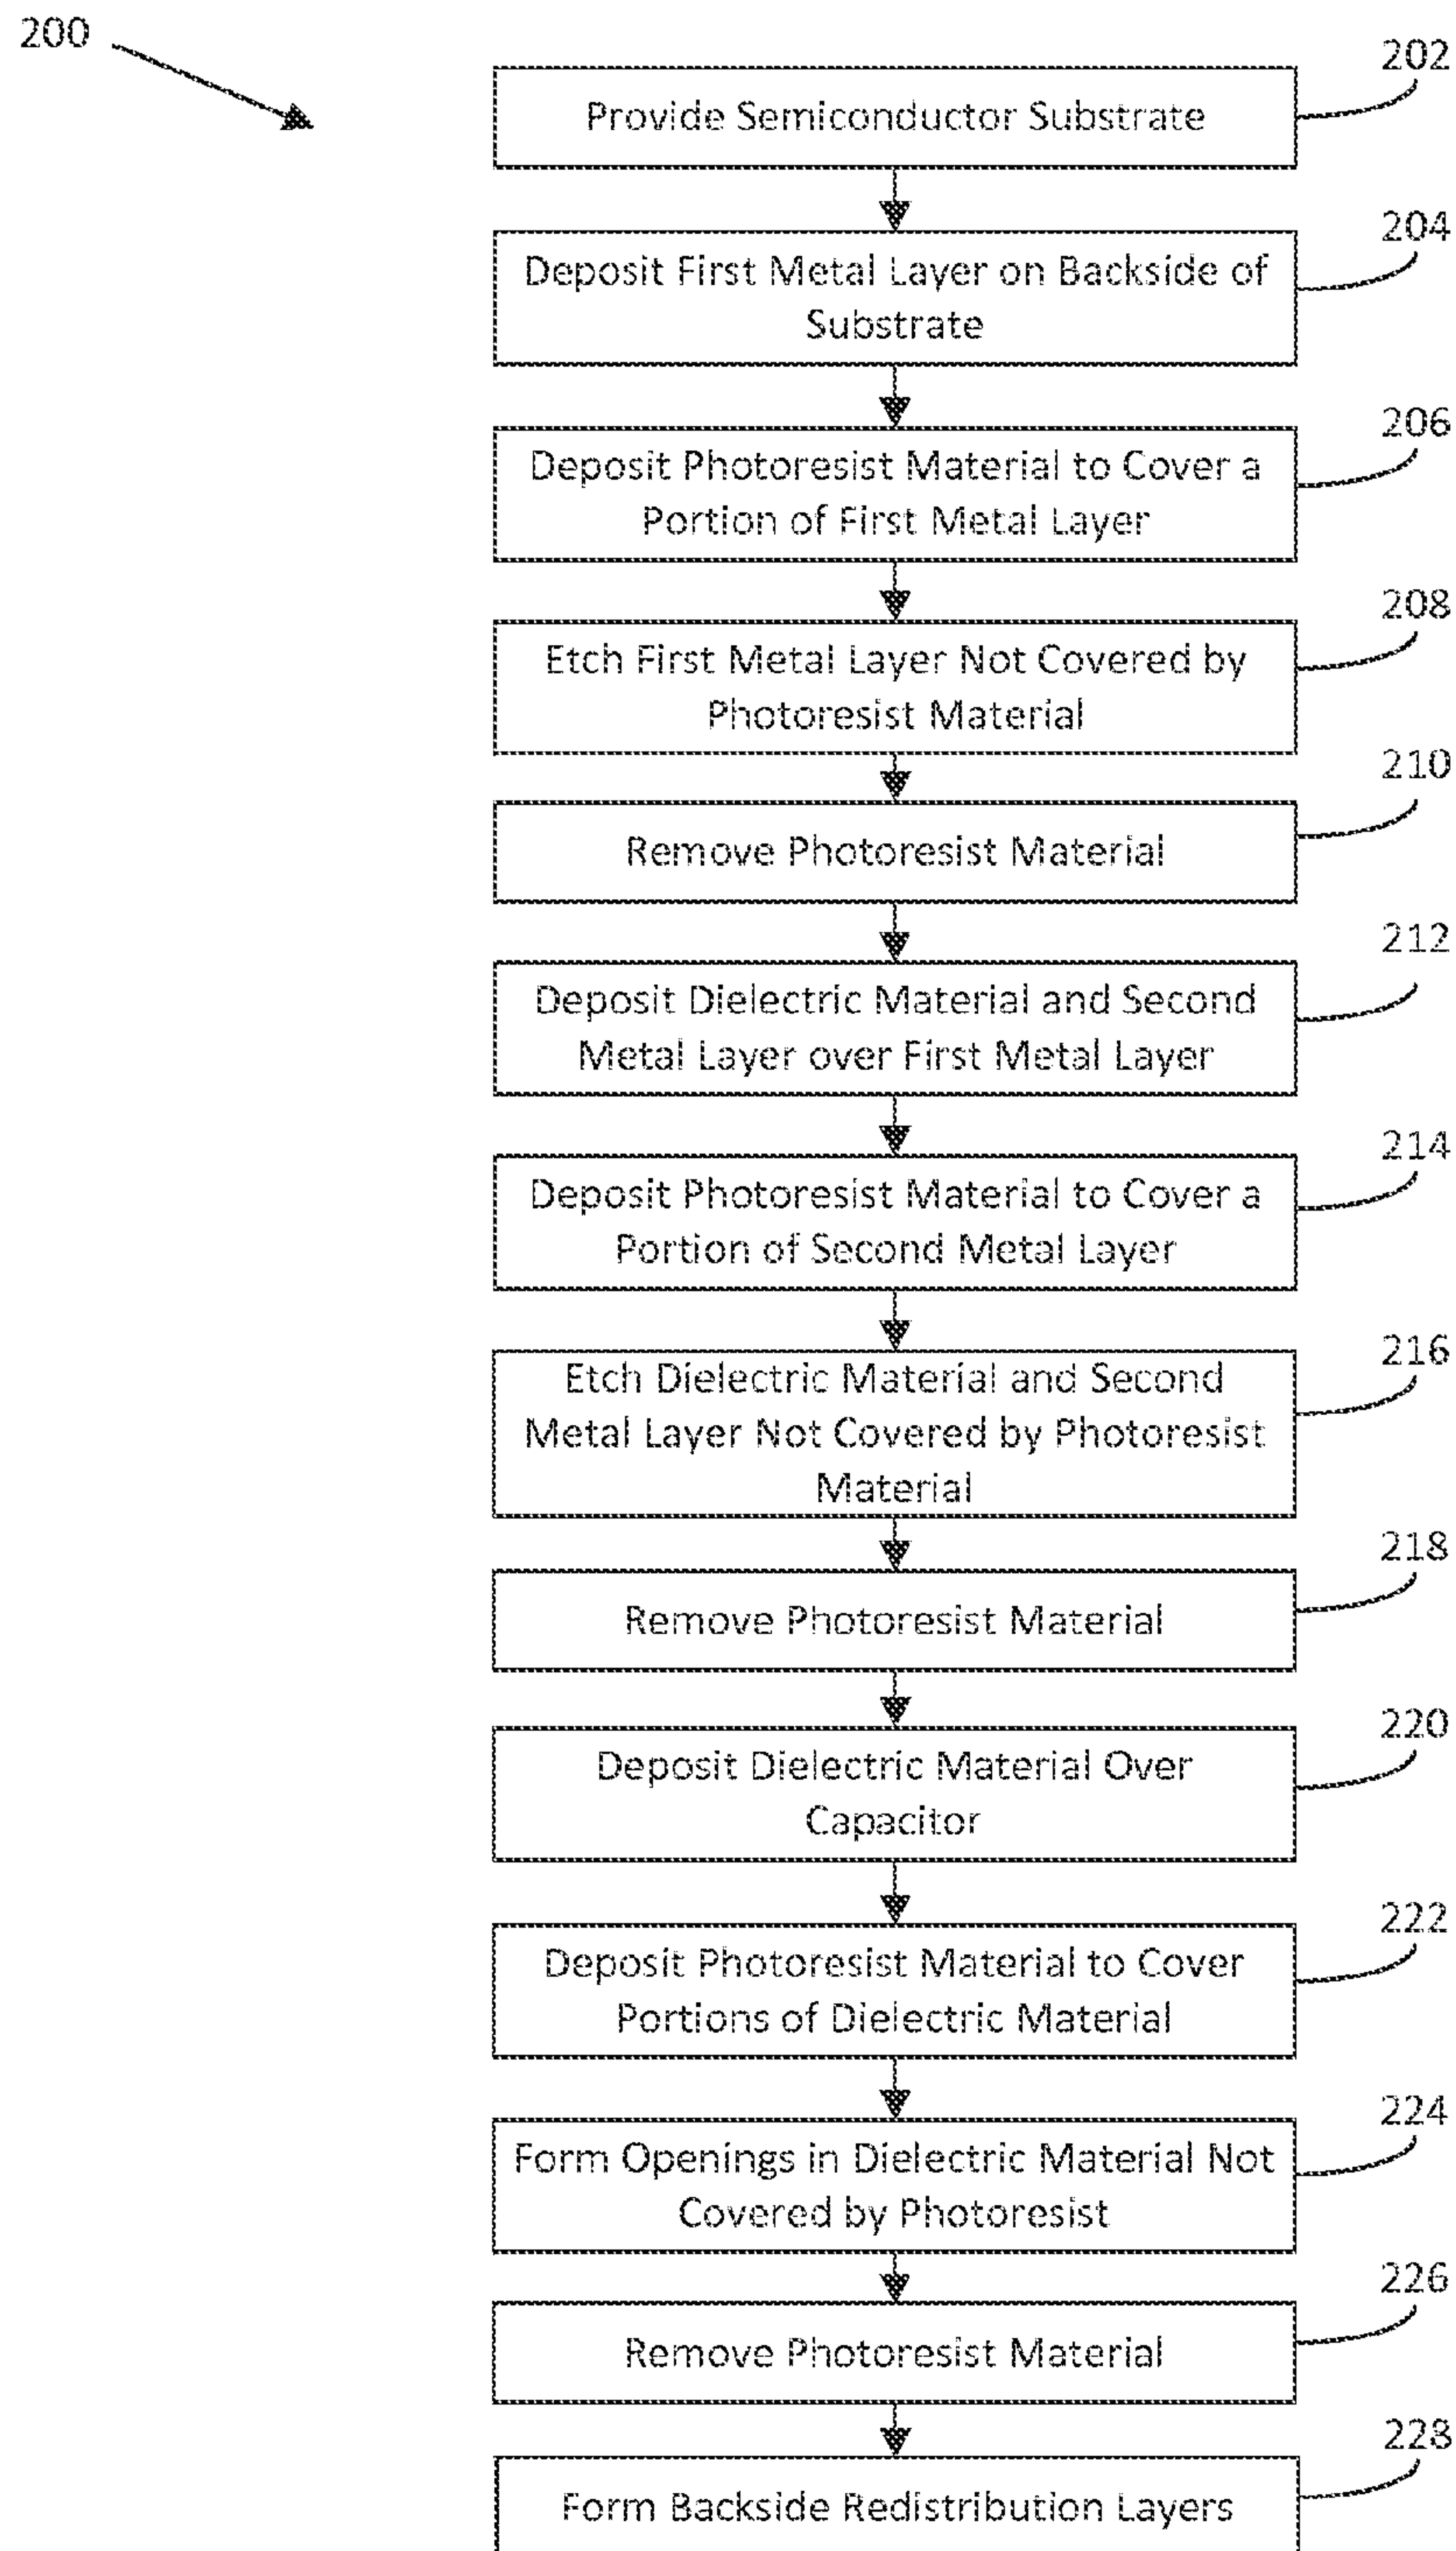 200
202
Provide Semiconductor Substrate
204
Deposit First Metal Layer on Backside of
Substrate
206
Deposit Photoresist Material to Cover a
Portion of First Metal Layer
208
Etch First Metal Layer Not Covered by
Photoresist Material
210
Remove Photoresist Material
212
Deposit Dielectric Material and Second
Metal Layer over First Metal Layer
214
Deposit Photoresist Material to Cover a
Portion of Second Metal Layer
216
Etch Dielectric Material and Second
Metal Layer Not Covered by Photoresist
Material
218
Remove Photoresist Material
220
Deposit Dielectric Material Over
Capacitor
222
Deposit Photoresist Material to Cover
Portions of Dielectric Material
224
Form Openings in Dielectric Material Not
Covered by Photoresist
226
Remove Photoresist Material
228
Form Backside Redistribution Layers